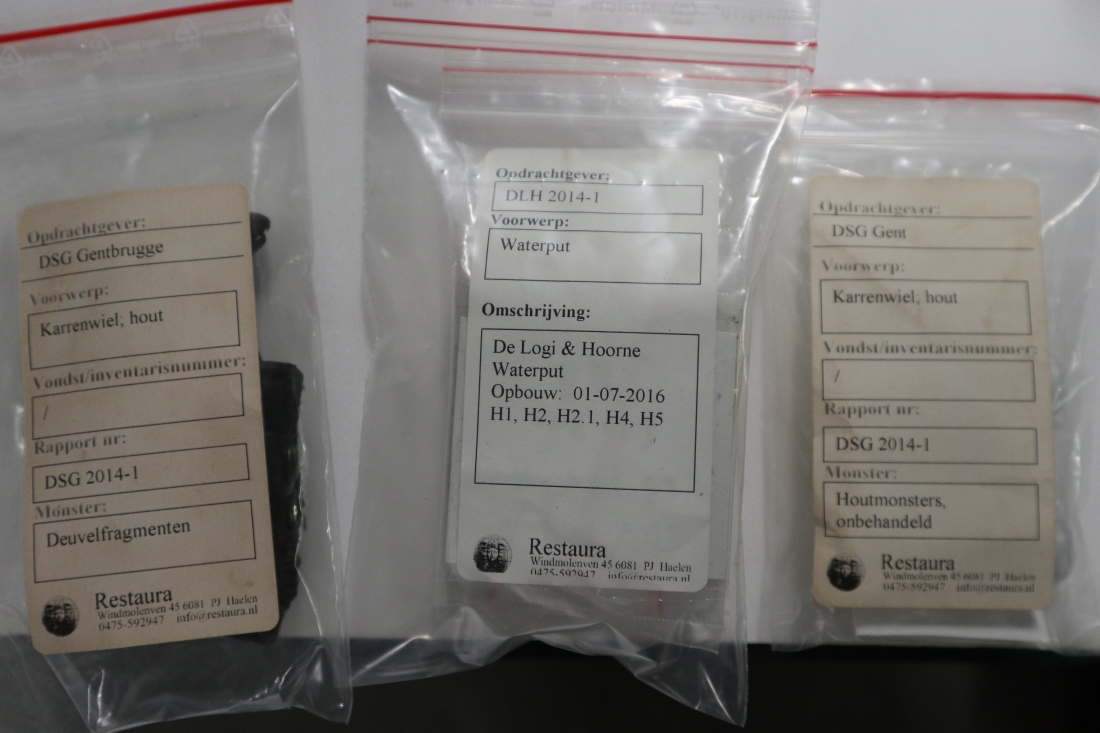 Opdrachtgever:
DSG Gentbrugge
Voorwerp:
Karrenwiel; hout
Vondst/inventarisnummer:
/
Rapport nr:
DSG 2014-1
Monster:
Deuvelfragmenten
Restaura
Windmolenven 45 6081 PJ Haelen
0475-592947 info@restaura.nl
Opdrachtgever:
DLH 2014-1
Voorwerp:
Waterput
Omschrijving:
De Logi & Hoorne
Waterput
Opbouw: 01-07-2016
H1, H2, H2.1, H4, H5
Restaura
Windmolenven 45 6081 PJ Haelen
0475-592947 info@restaura.nl
Opdrachtgever:
DSG Gent
Voorwerp:
Karrenwiel; hout
Vondst/inventarisnummer:
/
Rapport nr:
DSG 2014-1
Monster:
Houtmonsters,
onbehandeld
Restaura
Windmolenven 45 6081 PJ Haelen
0475-592947 info@restaura.nl